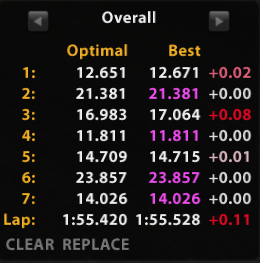 Overall
Optimal Best
1: 12.651 12.671 +0.02
2: 21.381 21.381 +0.00
3: 16.983 17.064 +0.08
4: 11.811 11.811 +0.00
5: 14.709 14.715 +0.01
6: 23.857 23.857 +0.00
7: 14.026 14.026 +0.00
Lap: 1:55.420 1:55.528 +0.11
CLEAR REPLACE